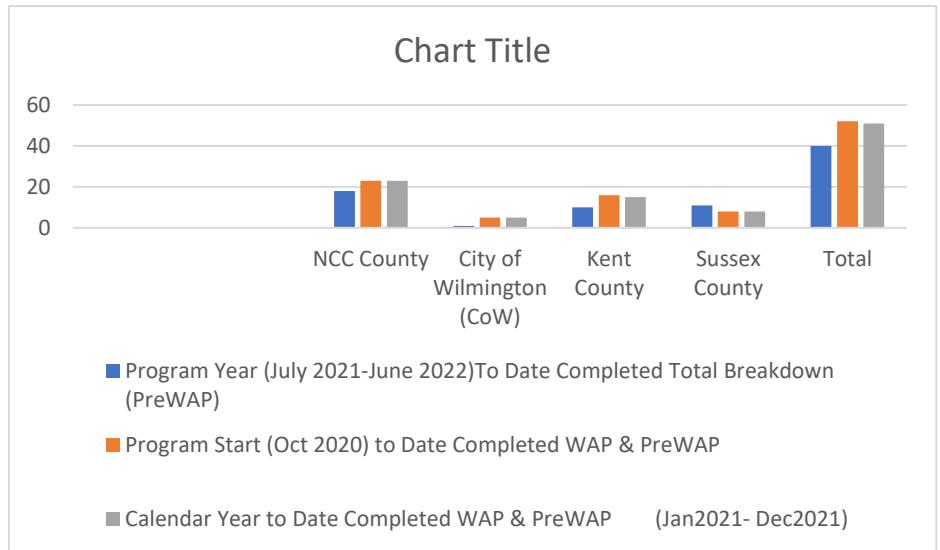 Chart Title
60
40
20
0
NCC County
City of
Wilmington
(CoW)
Kent
County
Sussex
County
Total
Program Year (July 2021-June 2022)To Date Completed Total Breakdown
(PreWAP)
Program Start (Oct 2020) to Date Completed WAP & PreWAP
Calendar Year to Date Completed WAP & PreWAP (Jan2021- Dec2021)